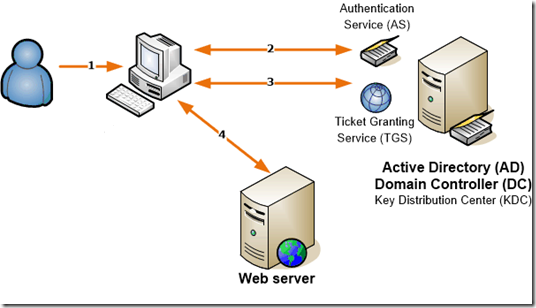 Authentication
Service (AS)
1
2
3
4
Ticket Granting
Service (TGS)
Active Directory (AD)
Domain Controller (DC)
Key Distribution Center (KDC)
Web server